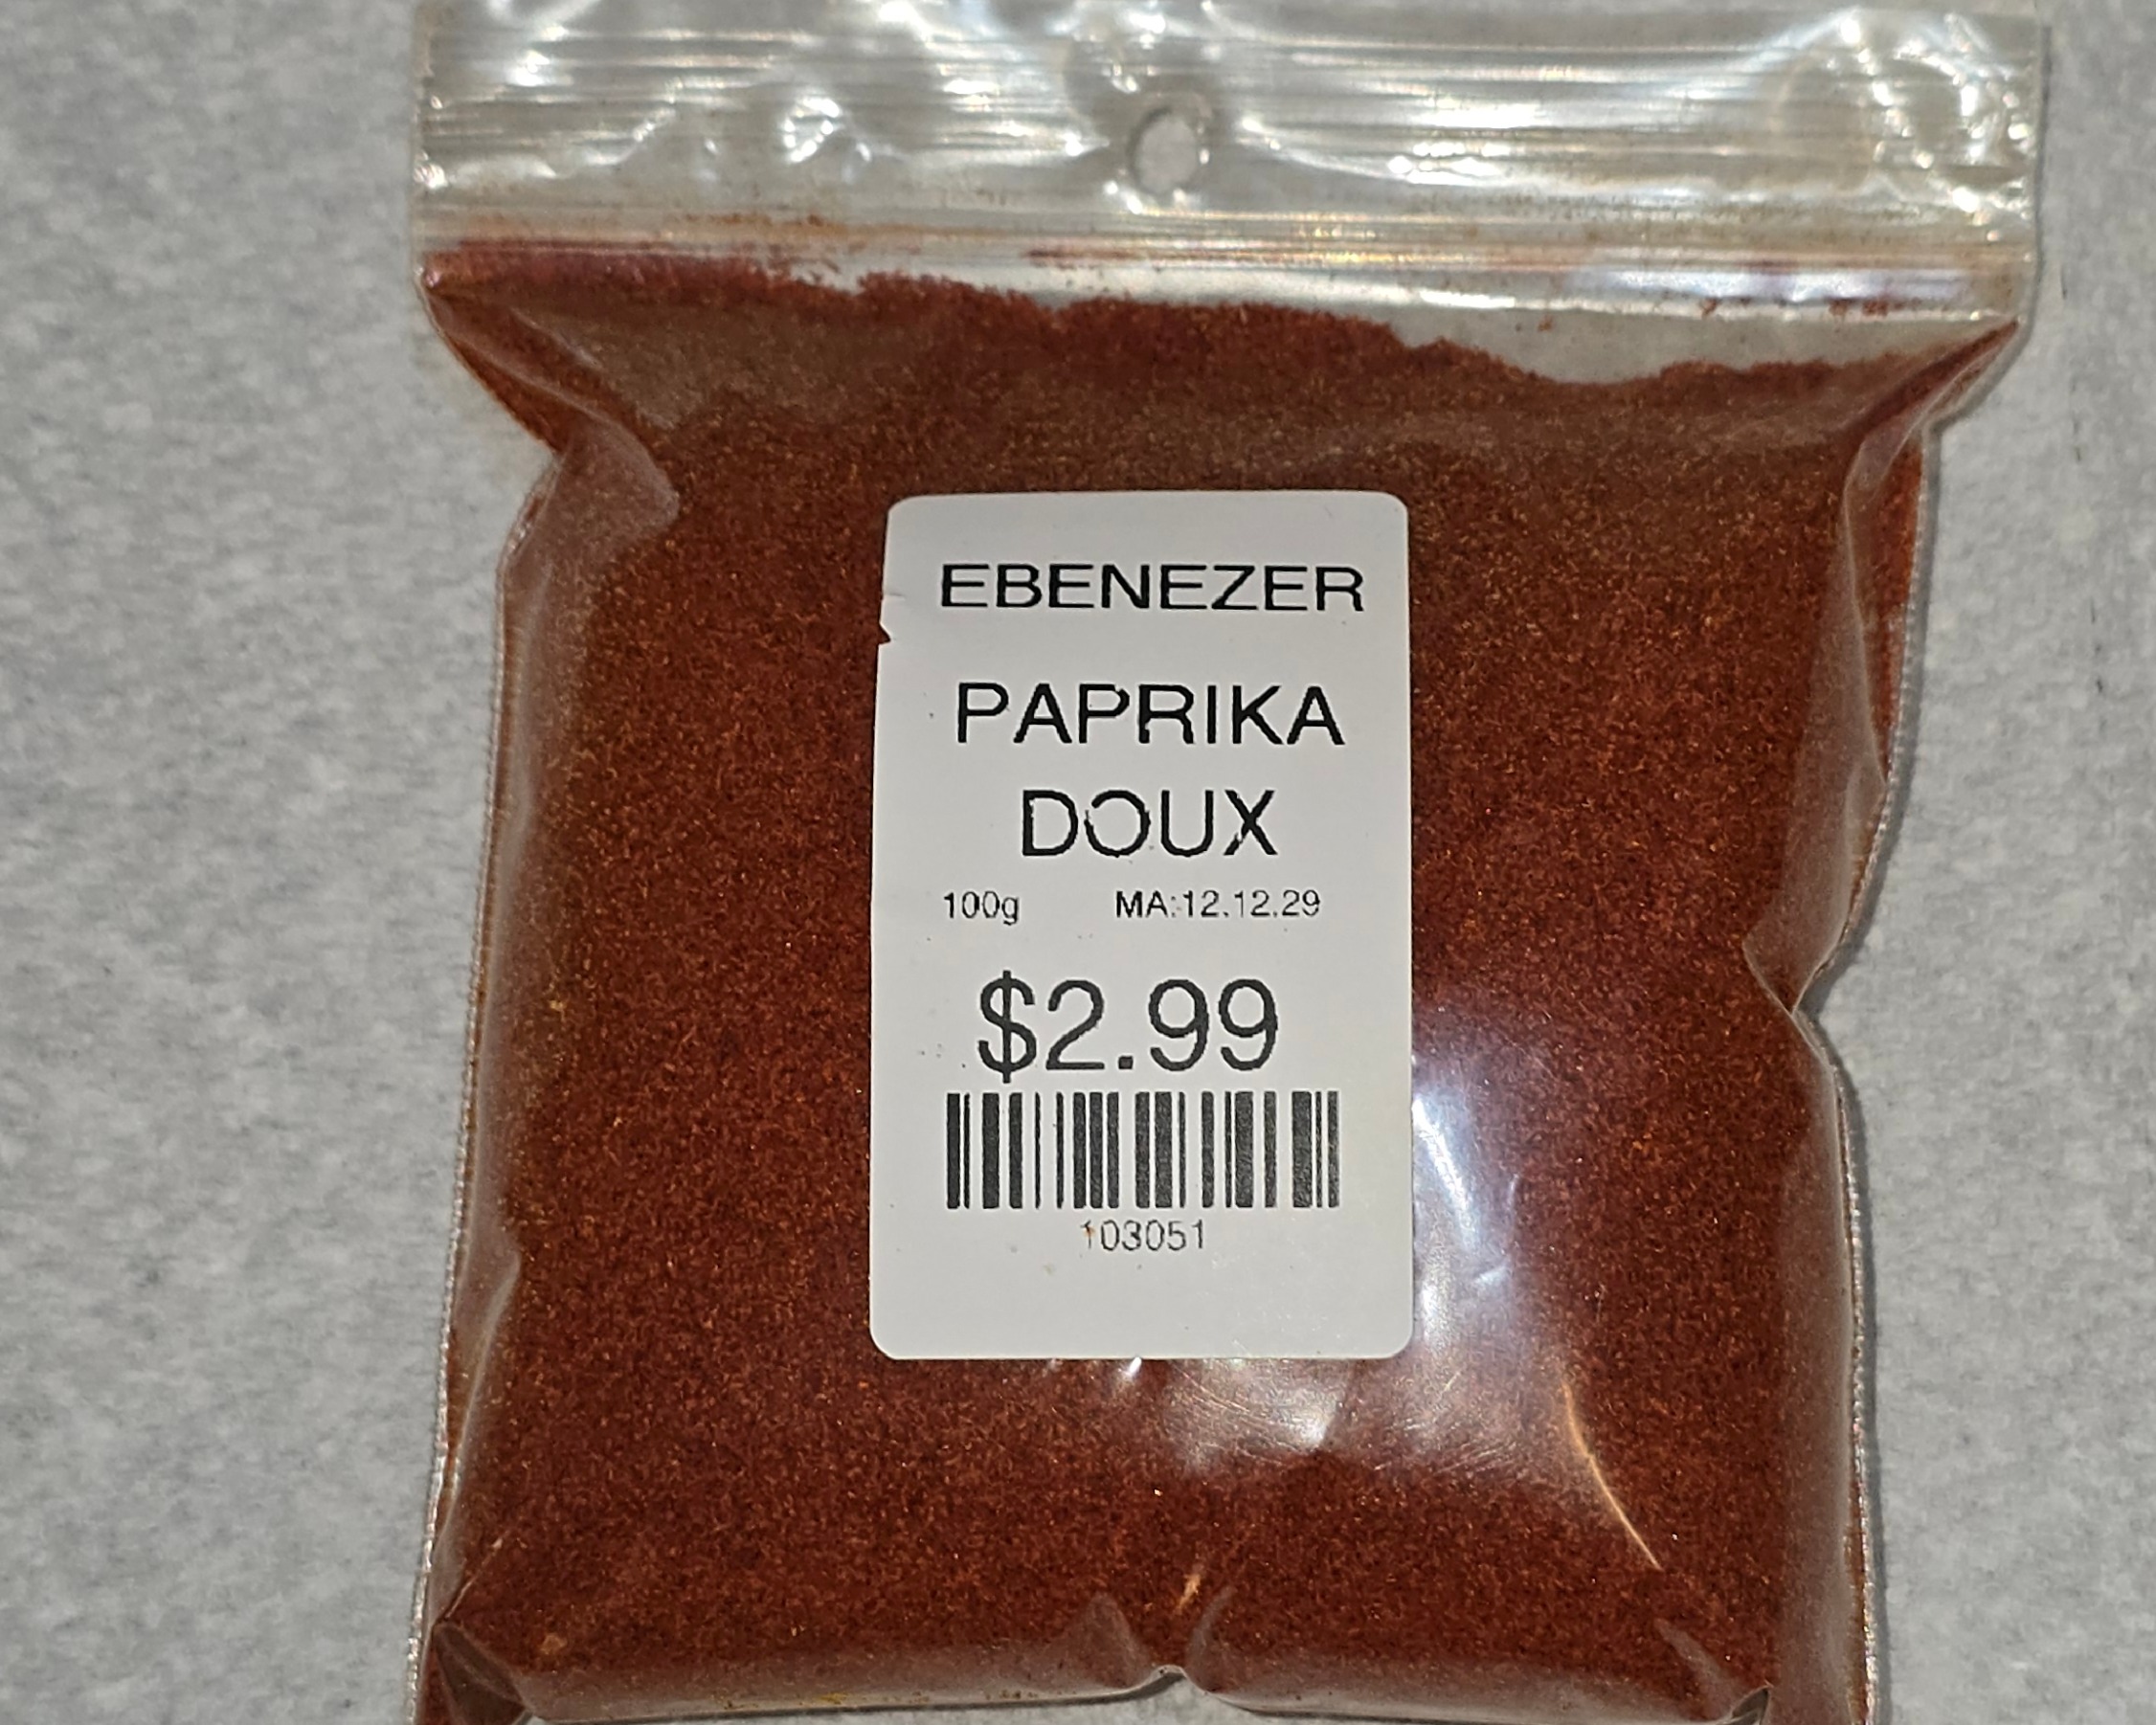 EBENEZER
PAPRIKA
DOUX
100g MA:12.12.29
$2.99
103051